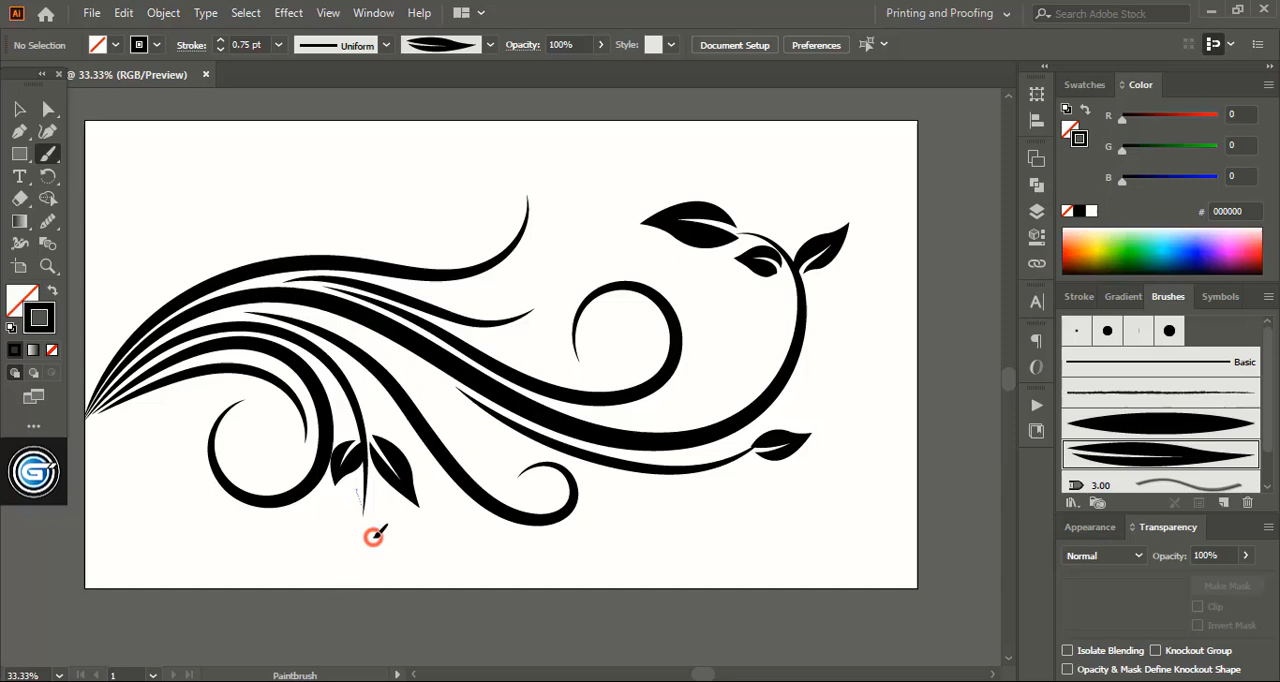 Ai File Edit Object Type Select Effect View Window Help Printing and Proofing Search Adobe Stock
No Selection Stroke: 0.75 pt Uniform Opacity: 100% Style: Document Setup Preferences
@ 33.33% (RGB/Preview) ×
Swatches Color
R 0
G 0
B 0
# 000000
Stroke Gradient Brushes Symbols
Basic
3.00
Appearance Transparency
Normal Opacity: 100%
Make Mask
Clip
Invert Mask
Isolate Blending Knockout Group
Opacity & Mask Define Knockout Shape
33.33% 1 Paintbrush